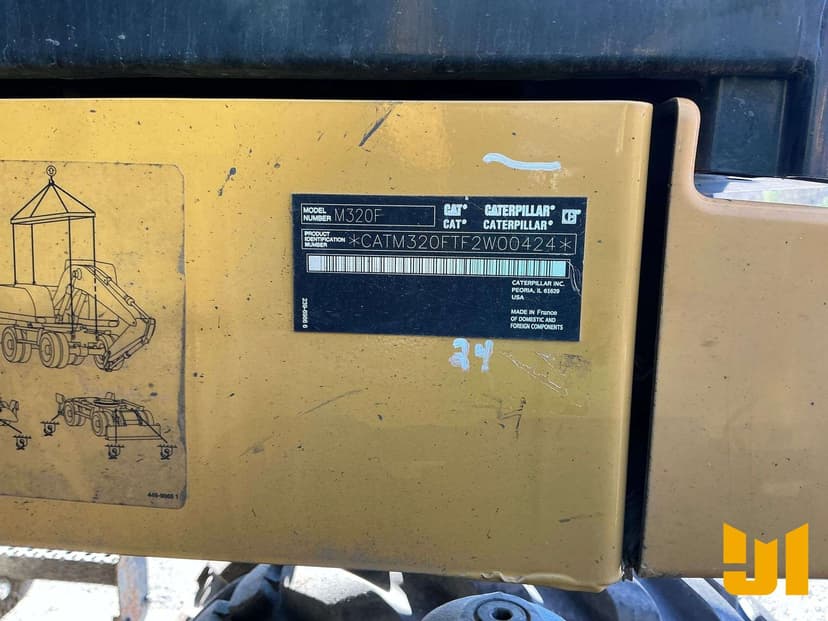 MODEL NUMBER M320F CAT® CATERPILLAR®
CAT® CATERPILLAR®
PRODUCT IDENTIFICATION NUMBER *CATM320FTF2W00424*
CATERPILLAR INC.
PEORIA, IL 61629
USA
MADE IN France
OF DOMESTIC AND
FOREIGN COMPONENTS
24